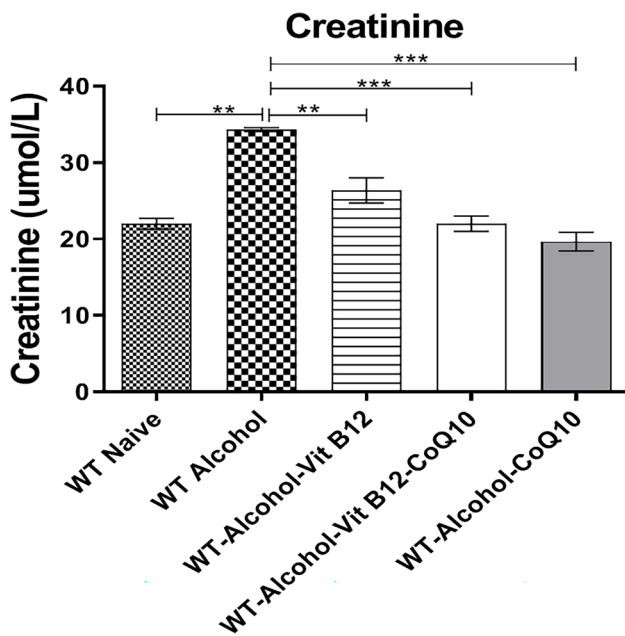 Creatinine
***
***
** **
Creatinine (umol/L)
40
30
20
10
0
WT Naive
WT Alcohol
WT-Alcohol-Vit B12
WT-Alcohol-Vit B12-CoQ10
WT-Alcohol-CoQ10